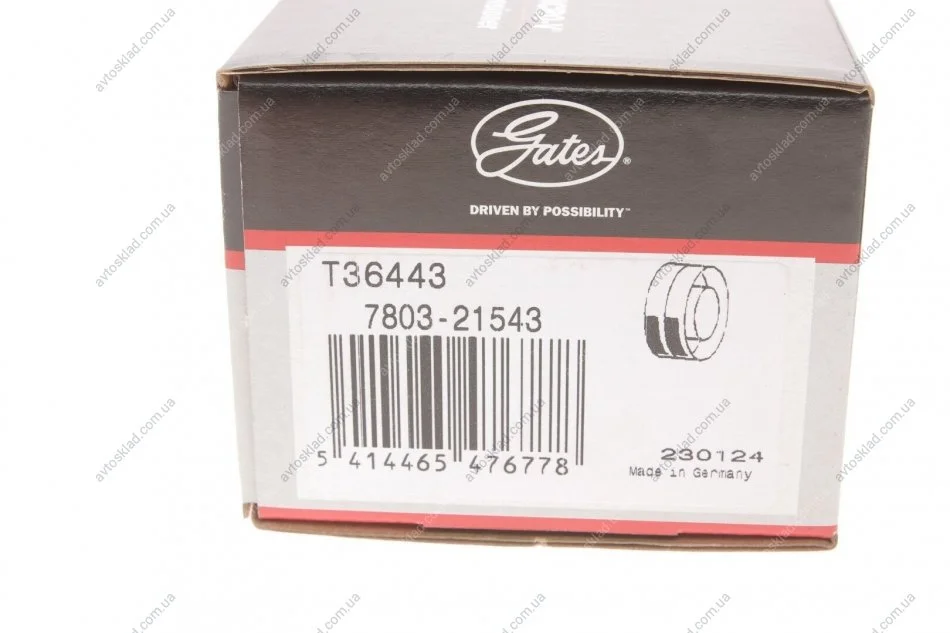 Gates®
DRIVEN BY POSSIBILITY™
T36443
7803-21543
5 414465 476778
230124
Made in Germany
avtosklad.com.ua